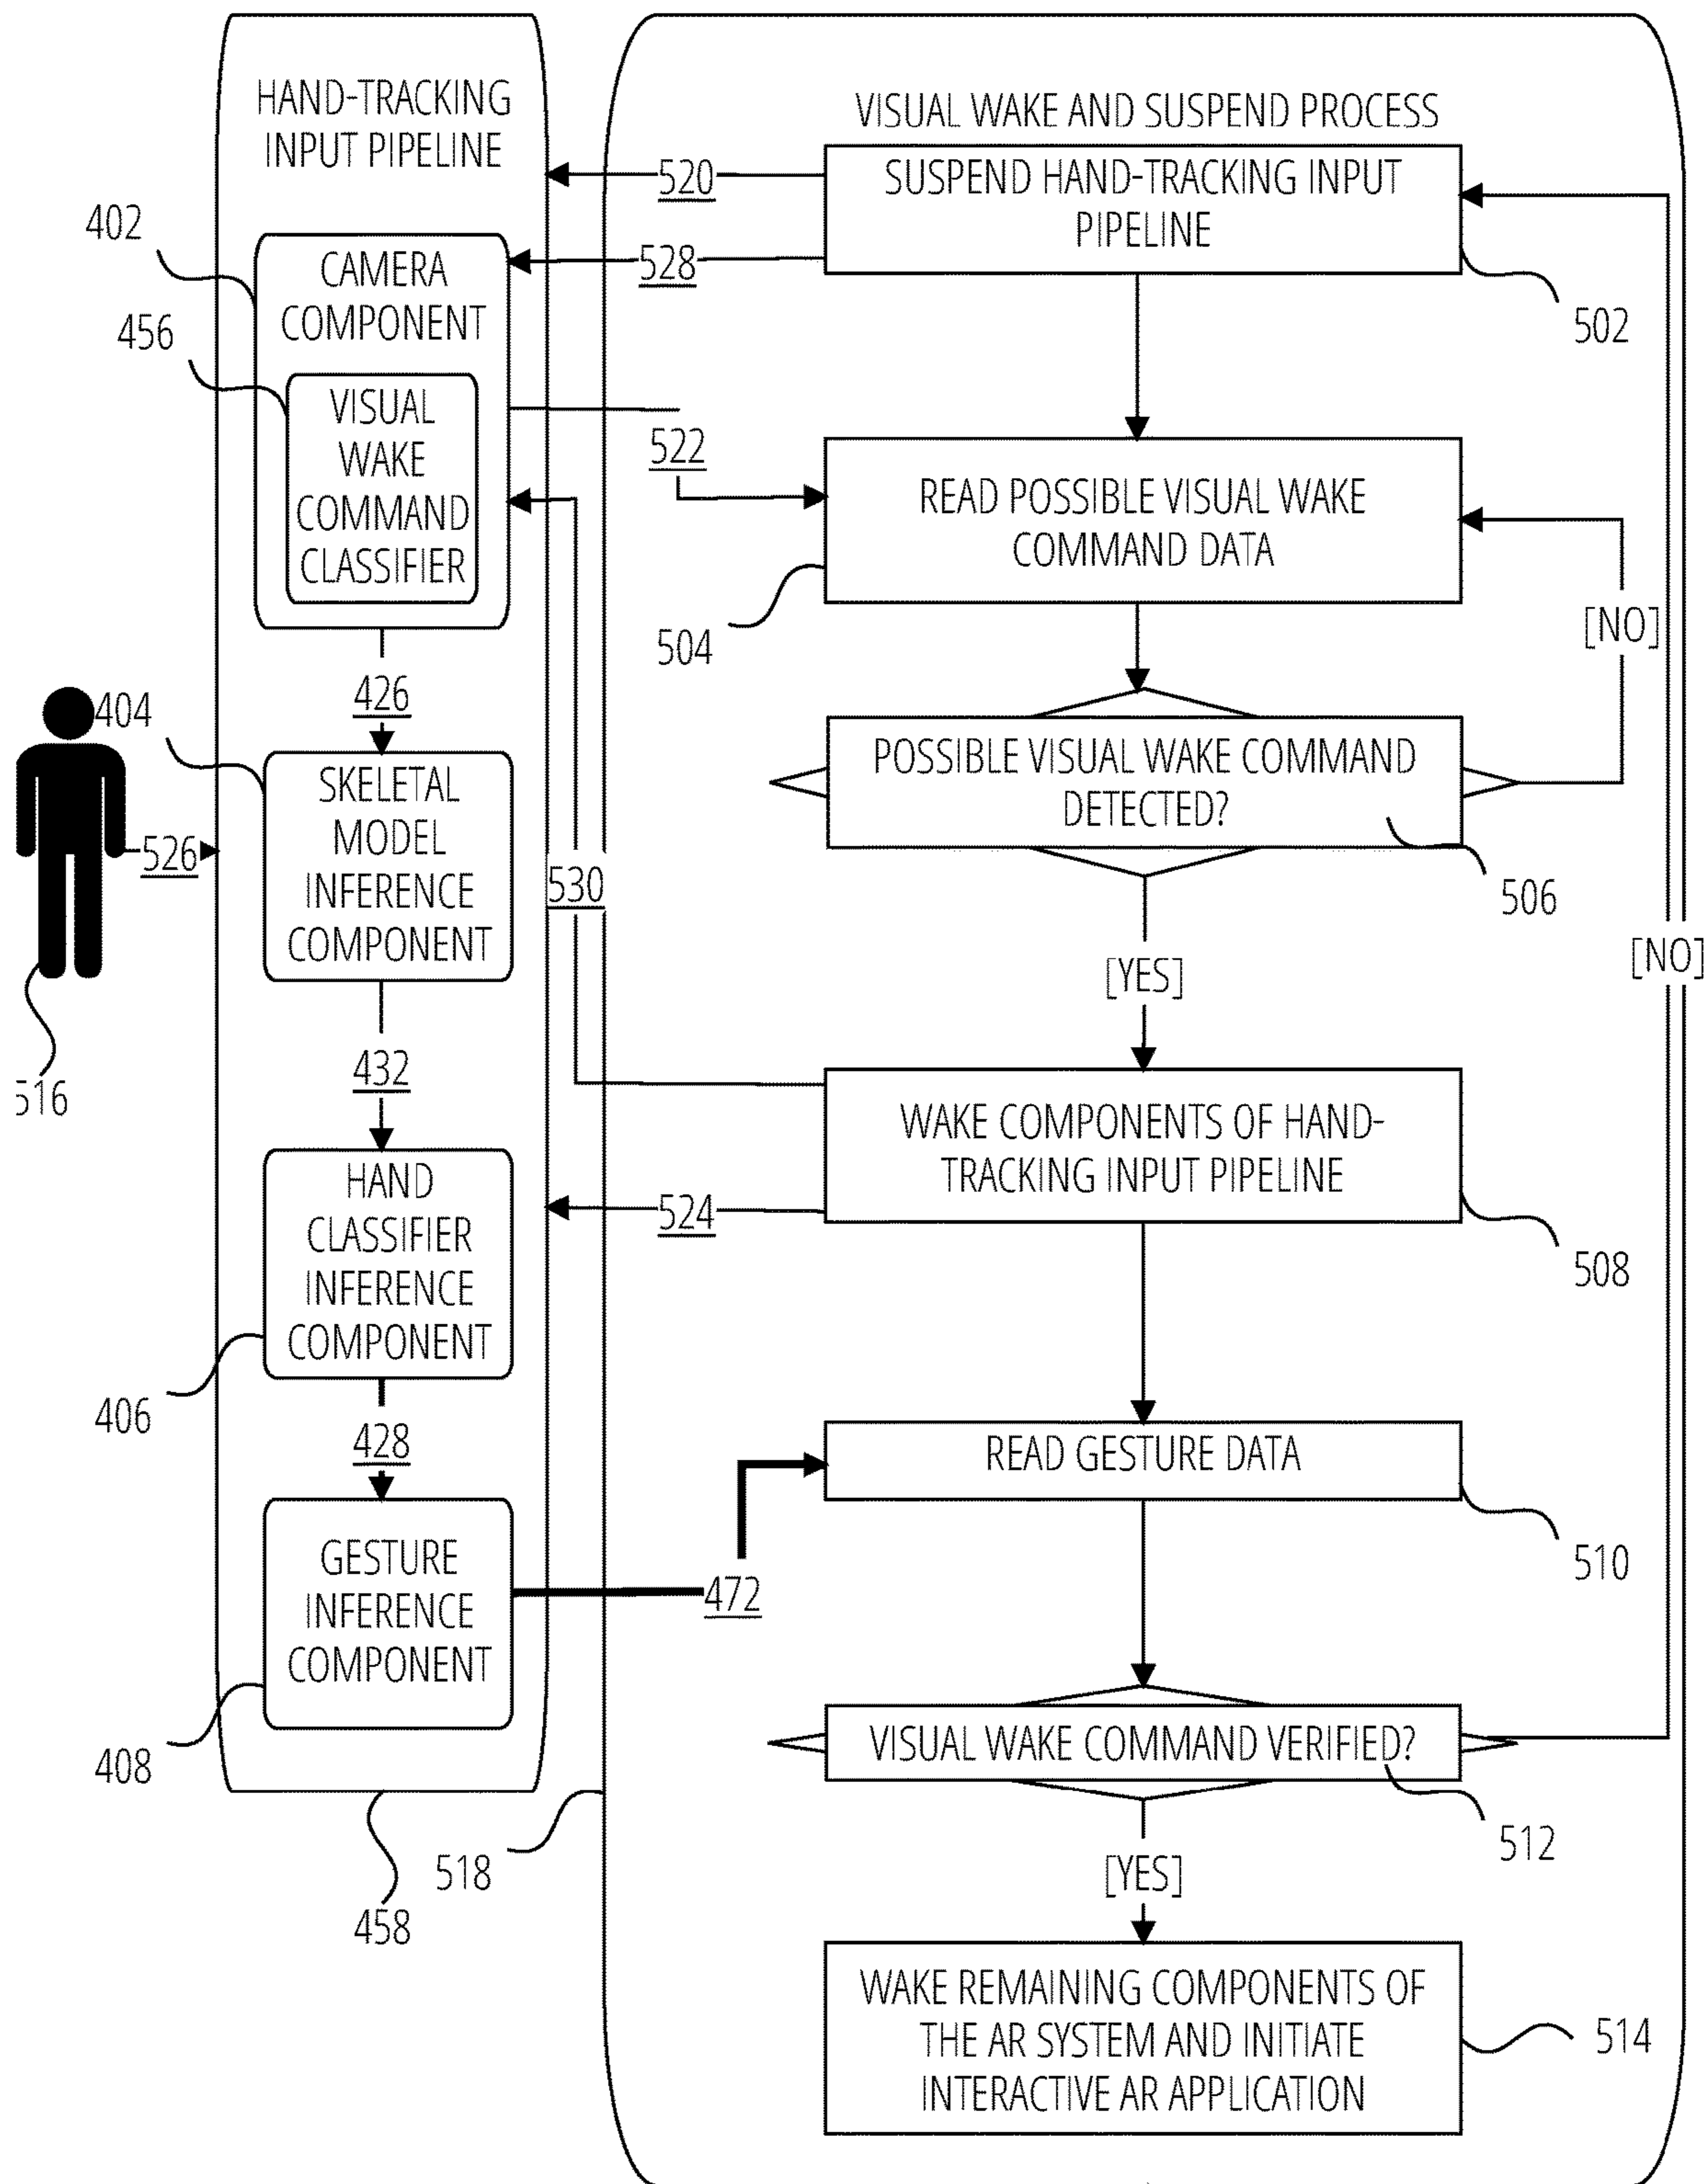 HAND-TRACKING
INPUT PIPELINE
VISUAL WAKE AND SUSPEND PROCESS
520
SUSPEND HAND-TRACKING INPUT
PIPELINE
402
528
502
CAMERA
COMPONENT
456
VISUAL
WAKE
COMMAND
CLASSIFIER
522
READ POSSIBLE VISUAL WAKE
COMMAND DATA
504
[NO]
426
404
SKELETAL
MODEL
INFERENCE
COMPONENT
POSSIBLE VISUAL WAKE COMMAND
DETECTED?
526
530
506
[YES]
[NO]
516
432
WAKE COMPONENTS OF HAND-
TRACKING INPUT PIPELINE
HAND
CLASSIFIER
INFERENCE
COMPONENT
524
508
406
428
READ GESTURE DATA
510
GESTURE
INFERENCE
COMPONENT
472
408
VISUAL WAKE COMMAND VERIFIED?
512
518
458
[YES]
WAKE REMAINING COMPONENTS OF
THE AR SYSTEM AND INITIATE
INTERACTIVE AR APPLICATION
514